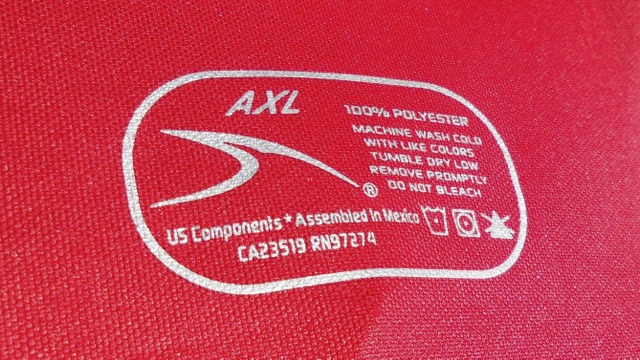 AXL
100% POLYESTER
MACHINE WASH COLD
WITH LIKE COLORS
TUMBLE DRY LOW
REMOVE PROMPTLY
DO NOT BLEACH
®
US Components * Assembled In Mexico
CA23519 RN97274